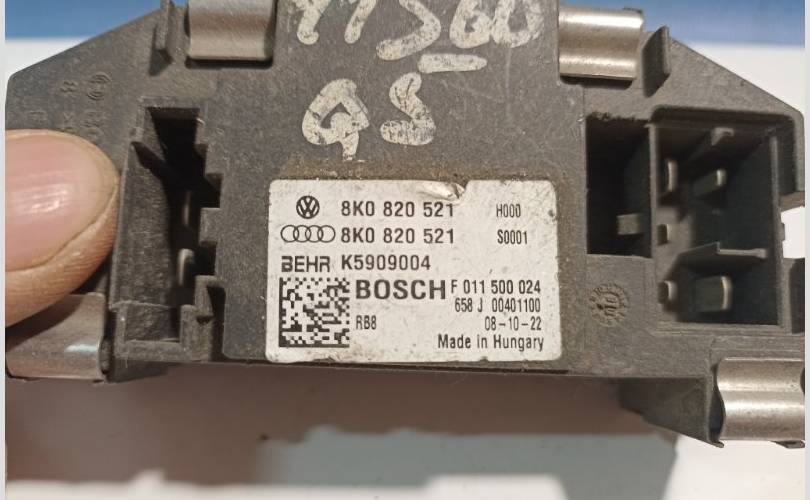 Q5
8K0 820 521 H000
8K0 820 521 S0001
BEHR K5909004
BOSCH F 011 500 024
658 J 00401100
RB8 08-10-22
Made in Hungary